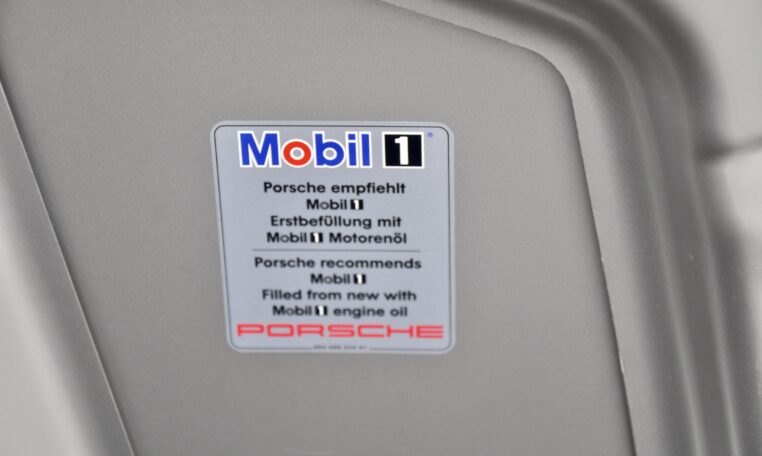 Mobil 1®
Porsche empfiehlt
Mobil 1
Erstbefüllung mit
Mobil 1 Motorenöl
Porsche recommends
Mobil 1
Filled from new with
Mobil 1 engine oil
PORSCHE